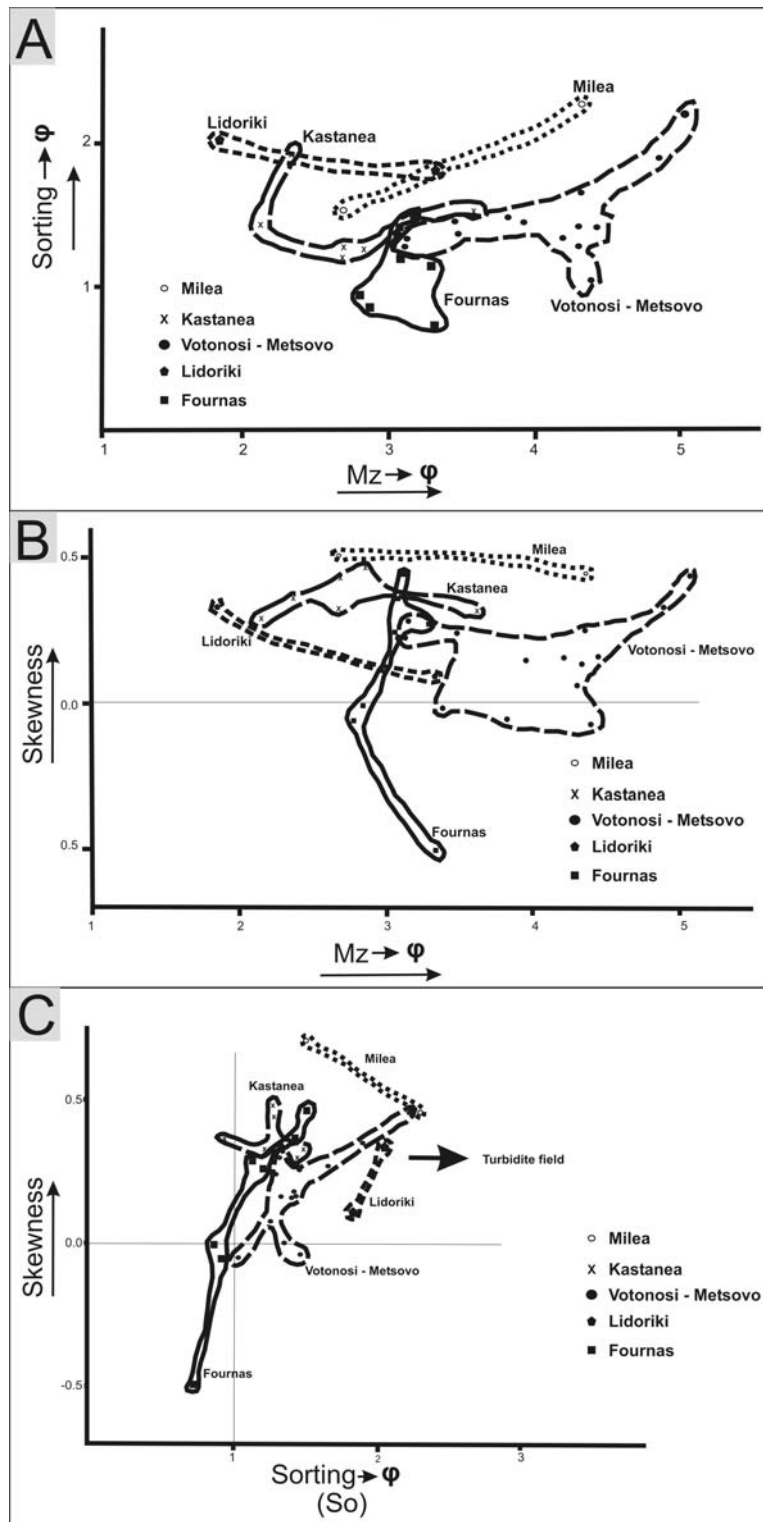 A
Sorting→φ
2
1
Lidoriki
Kastanea
Milea
Fournas
Votonosi - Metsovo
Milea
Kastanea
Votonosi - Metsovo
Lidoriki
Fournas
1
2
3
4
5
Mz→φ
B
Skewness
0.5
0.0
0.5
Milea
Kastanea
Lidoriki
Votonosi - Metsovo
Fournas
Milea
x Kastanea
Votonosi - Metsovo
Lidoriki
Fournas
1
2
3
4
5
Mz→φ
C
Skewness
0.5
0.0
-0.5
Milea
Kastanea
Turbidite field
Lidoriki
Votonosi - Metsovo
Fournas
Milea
x Kastanea
Votonosi - Metsovo
Lidoriki
Fournas
1
2
3
Sorting→φ
(So)